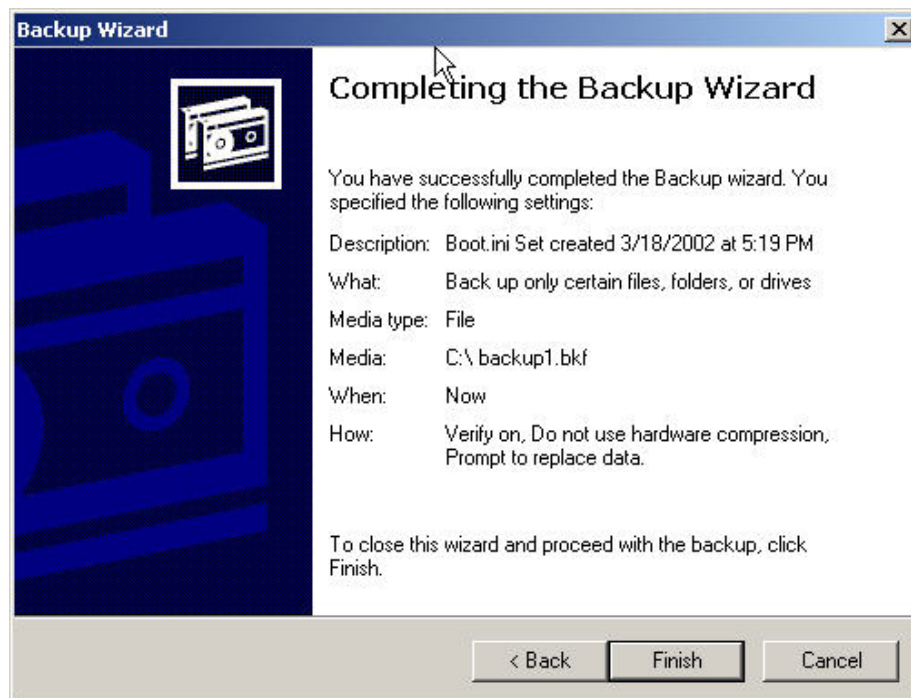 Backup Wizard
Completing the Backup Wizard
You have successfully completed the Backup wizard. You
specified the following settings:
Description: Boot.ini Set created 3/18/2002 at 5:19 PM
What: Back up only certain files, folders, or drives
Media type: File
Media: C:\ backup1.bkf
When: Now
How: Verify on, Do not use hardware compression,
Prompt to replace data.
To close this wizard and proceed with the backup, click
Finish.
< Back Finish Cancel